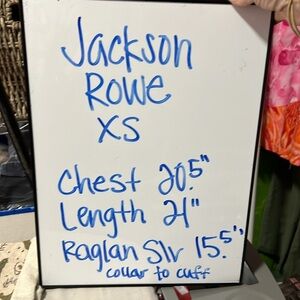 Jackson
Rowe
XS
Chest 20.5"
Length 21"
Raglan Slv 15.5"
collar to cuff